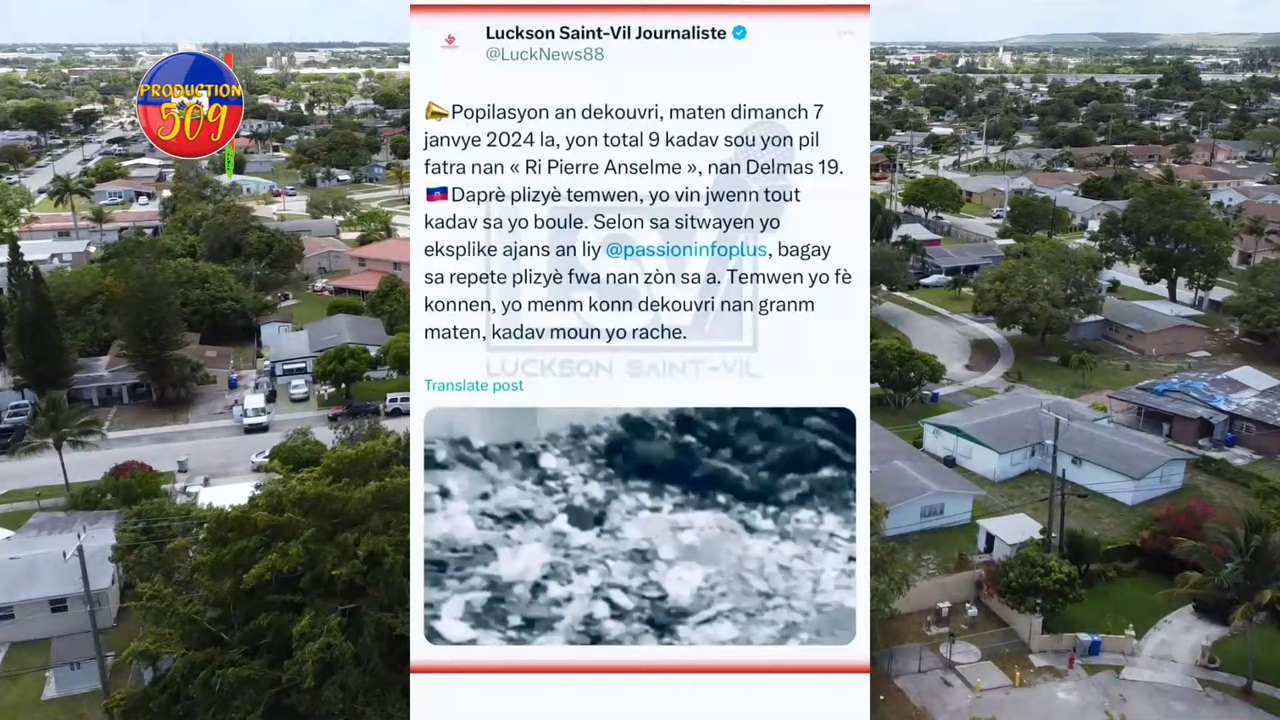 PRODUCTION
509
Luckson Saint-Vil Journaliste
@LuckNews88
Popilasyon an dekouvri, maten dimanch 7
janvye 2024 la, yon total 9 kadav sou yon pil
fatra nan « Ri Pierre Anselme », nan Delmas 19.
Daprè plizyè temwen, yo vin jwenn tout
kadav sa yo boule. Selon sa sitwayen yo
eksplike ajans an liy @passioninfoplus, bagay
sa repete plizyè fwa nan zòn sa a. Temwen yo fè
konnen, yo menm konn dekouvri nan granm
maten, kadav moun yo rache.
LUCKSON SAINT-VIL
Translate post